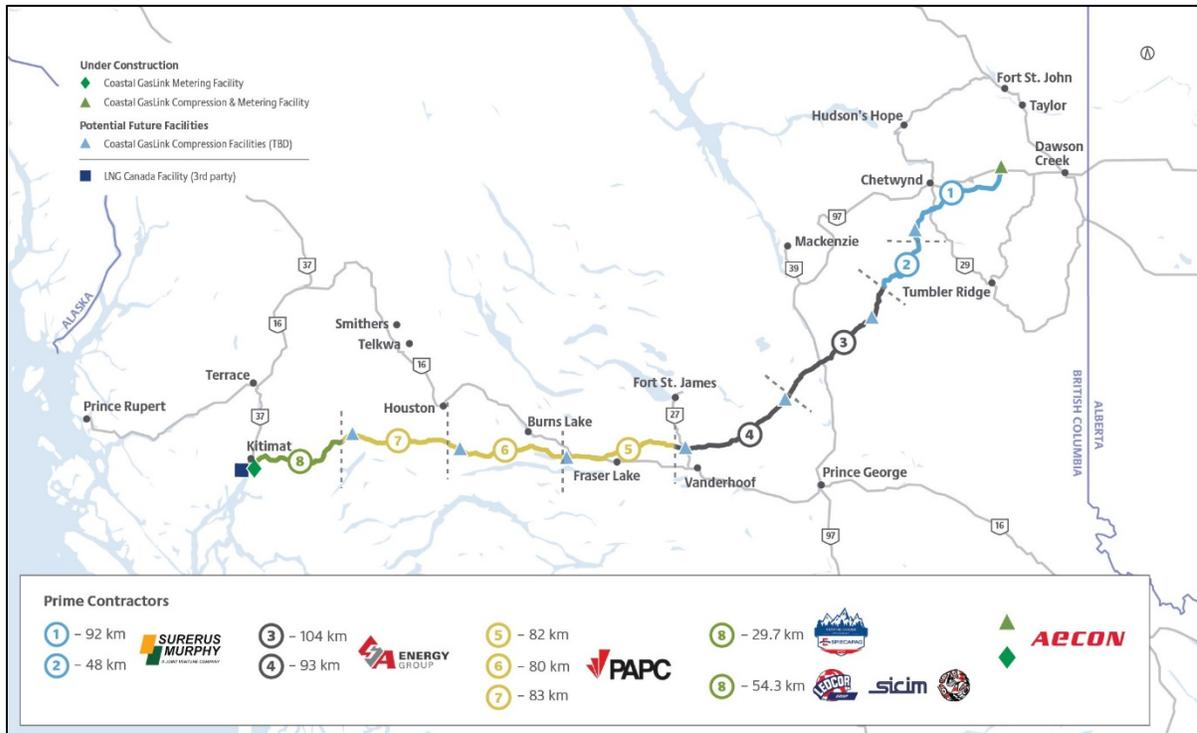 Under Construction
Coastal GasLink Metering Facility
Coastal GasLink Compression & Metering Facility
Potential Future Facilities
Coastal GasLink Compression Facilities (TBD)
LNG Canada Facility (3rd party)
Fort St. John
Taylor
Hudson's Hope
Dawson
Creek
Chetwynd
1
97
Mackenzie
2
39
29
Tumbler Ridge
37
ALASKA
16
Smithers
Telkwa
16
3
Terrace
Fort St. James
BRITISH COLUMBIA
ALBERTA
Prince Rupert
37
Houston
27
Burns Lake
4
Kitimat
7
6
5
8
Fraser Lake
Vanderhoof
Prince George
16
97
Prime Contractors
1 – 92 km
2 – 48 km
SURERUS
MURPHY
A JOINT VENTURE COMPANY
3 – 104 km
4 – 93 km
SA ENERGY
GROUP
5 – 82 km
6 – 80 km
7 – 83 km
PAPC
8 – 29.7 km
SPIECAPAG
8 – 54.3 km
LEDCOR
GROUP
sicim
AECON